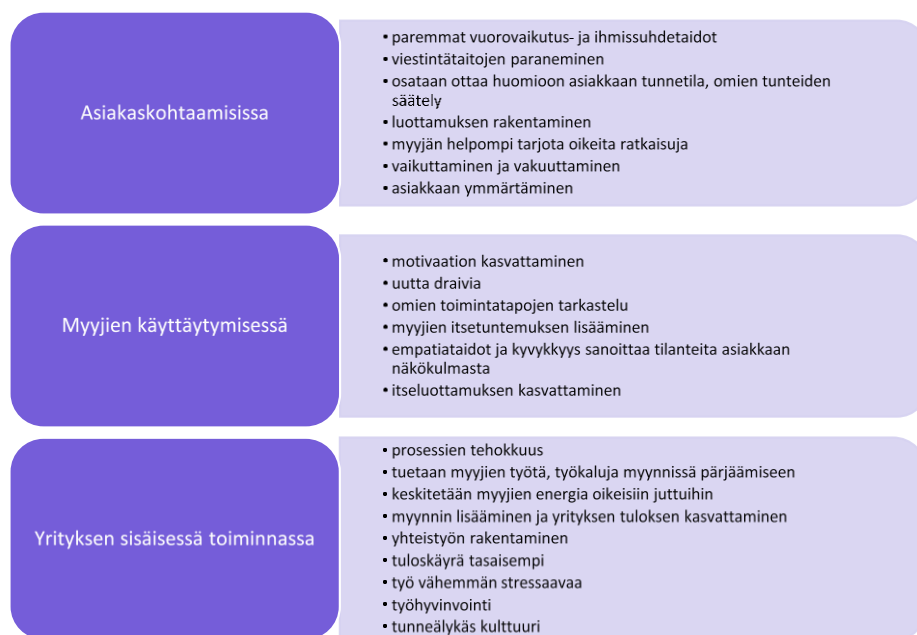 Asiakaskohtaamisissa
• paremmat vuorovaikutus- ja ihmissuhdetaidot
• viestintätaitojen paraneminen
• osataan ottaa huomioon asiakkaan tunnetila, omien tunteiden
säätely
• luottamuksen rakentaminen
• myyjän helpompi tarjota oikeita ratkaisuja
• vaikuttaminen ja vakuuttaminen
• asiakkaan ymmärtäminen
Myyjien käyttäytymisessä
• motivaation kasvattaminen
• uutta draivia
• omien toimintatapojen tarkastelu
• myyjien itsetuntemuksen lisääminen
• empatiataidot ja kyvykkyys sanoittaa tilanteita asiakkaan
näkökulmasta
• itseluottamuksen kasvattaminen
Yrityksen sisäisessä toiminnassa
• prosessien tehokkuus
• tuetaan myyjien työtä, työkaluja myynnissä pärjäämiseen
• keskitetään myyjien energia oikeisiin juttuihin
• myynnin lisääminen ja yrityksen tuloksen kasvattaminen
• yhteistyön rakentaminen
• tuloskäyrä tasaisempi
• työ vähemmän stressaavaa
• työhyvinvointi
• tunneälykäs kulttuuri